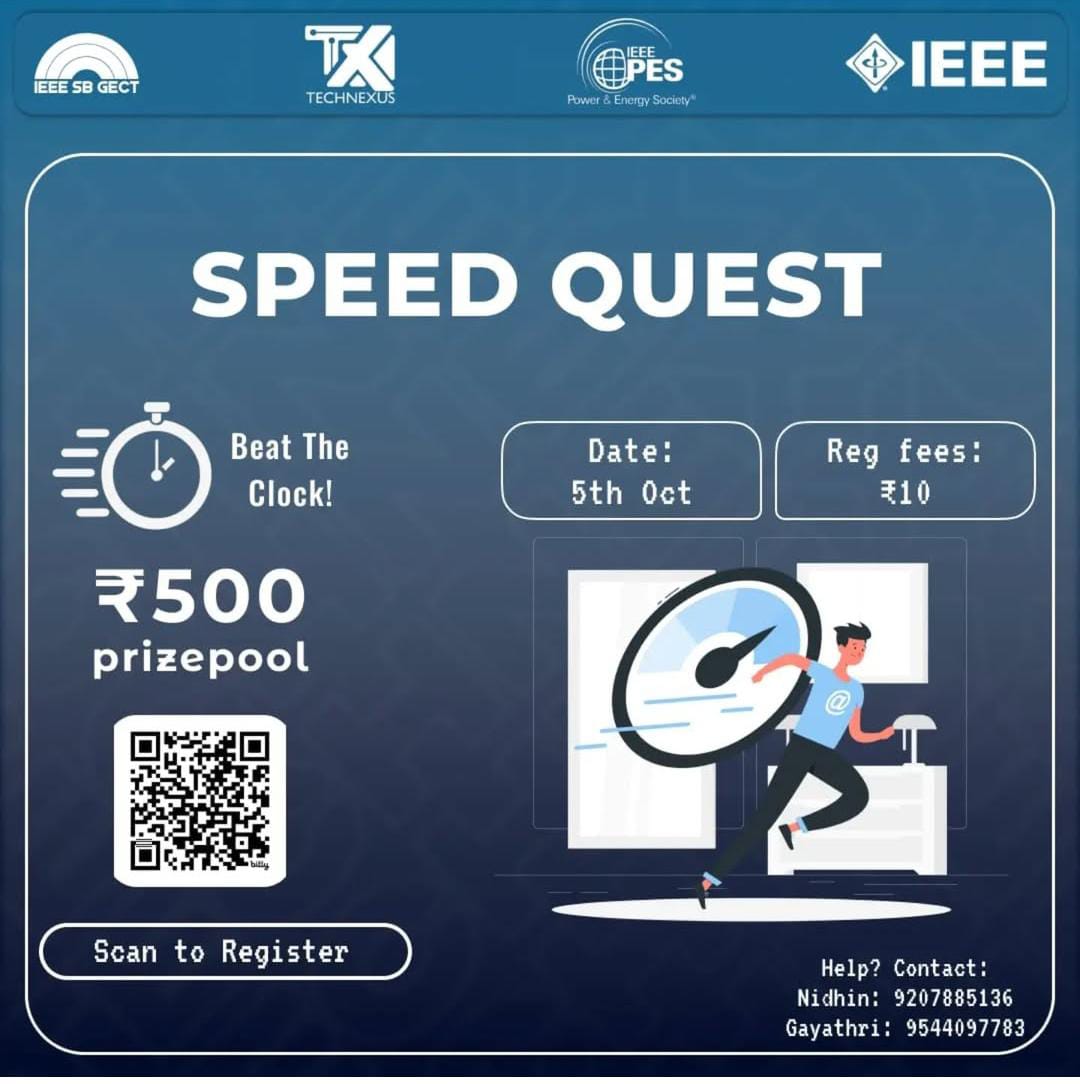 IEEE SB GECT
TECHNEXUS
IEEE
PES
Power & Energy Society®
IEEE
SPEED QUEST
Beat The
Clock!
Date:
5th Oct
Reg fees:
₹10
₹500
prizepool
@
bitly
Scan to Register
Help? Contact:
Nidhin: 9207885136
Gayathri: 9544097783